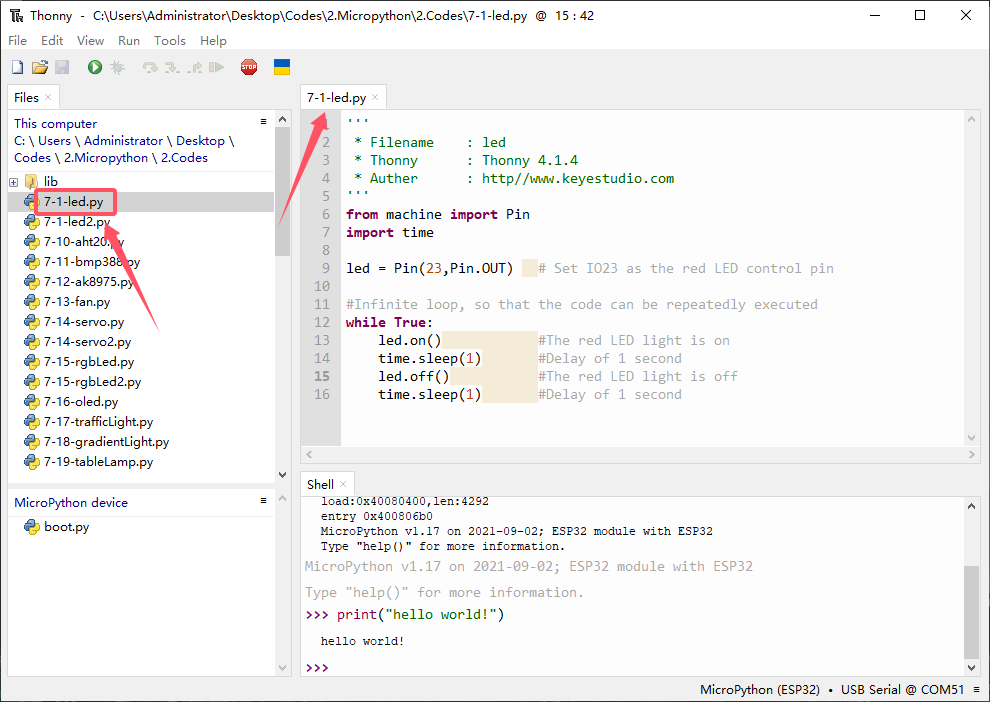 Thonny - C:\Users\Administrator\Desktop\Codes\2.Micropython\2.Codes\7-1-led.py @ 15 : 42
File Edit View Run Tools Help
STOP
Files ×
This computer
C: \ Users \ Administrator \ Desktop \
Codes \ 2.Micropython \ 2.Codes
lib
7-1-led.py
7-1-led2.py
7-10-aht20.py
7-11-bmp388.py
7-12-ak8975.py
7-13-fan.py
7-14-servo.py
7-14-servo2.py
7-15-rgbLed.py
7-15-rgbLed2.py
7-16-oled.py
7-17-trafficLight.py
7-18-gradientLight.py
7-19-tableLamp.py
MicroPython device
boot.py
7-1-led.py ×
'''
2 * Filename : led
3 * Thonny : Thonny 4.1.4
4 * Auther : http//www.keyestudio.com
5 '''
6 from machine import Pin
7 import time
8
9 led = Pin(23,Pin.OUT) # Set IO23 as the red LED control pin
10
11 #Infinite loop, so that the code can be repeatedly executed
12 while True:
13 led.on() #The red LED light is on
14 time.sleep(1) #Delay of 1 second
15 led.off() #The red LED light is off
16 time.sleep(1) #Delay of 1 second
Shell ×
load:0x40080400,len:4292
entry 0x400806b0
MicroPython v1.17 on 2021-09-02; ESP32 module with ESP32
Type "help()" for more information.
MicroPython v1.17 on 2021-09-02; ESP32 module with ESP32
Type "help()" for more information.
>>> print("hello world!")
hello world!
>>>
MicroPython (ESP32) • USB Serial @ COM51 ≡